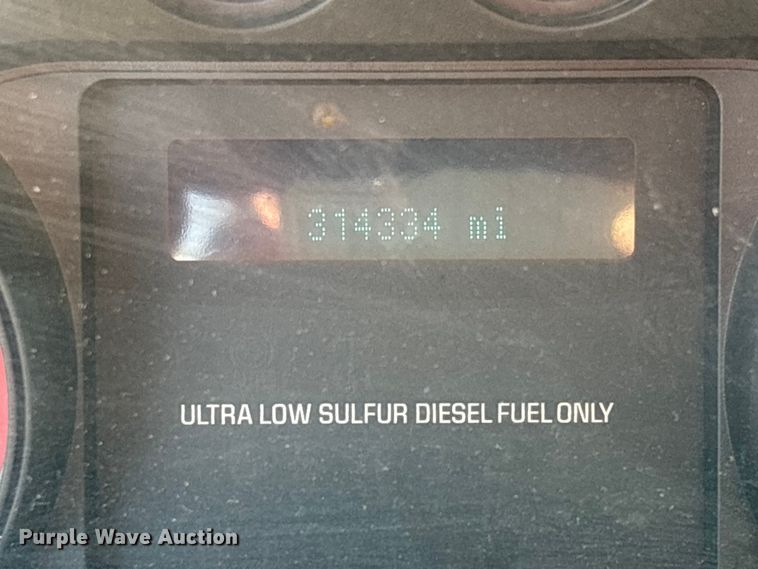 314334 mi
ULTRA LOW SULFUR DIESEL FUEL ONLY
Purple Wave Auction